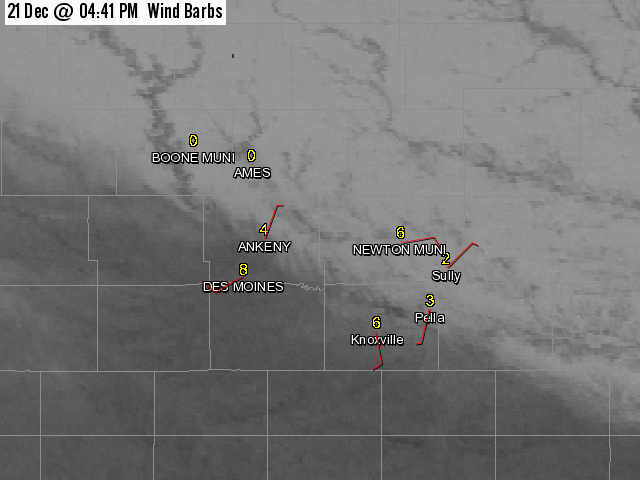 21 Dec @ 04:41 PM Wind Barbs
0
BOONE MUNI
0
AMES
4
ANKENY
6
NEWTON MUNI
2
Sully
8
DES MOINES
3
Pella
6
Knoxville